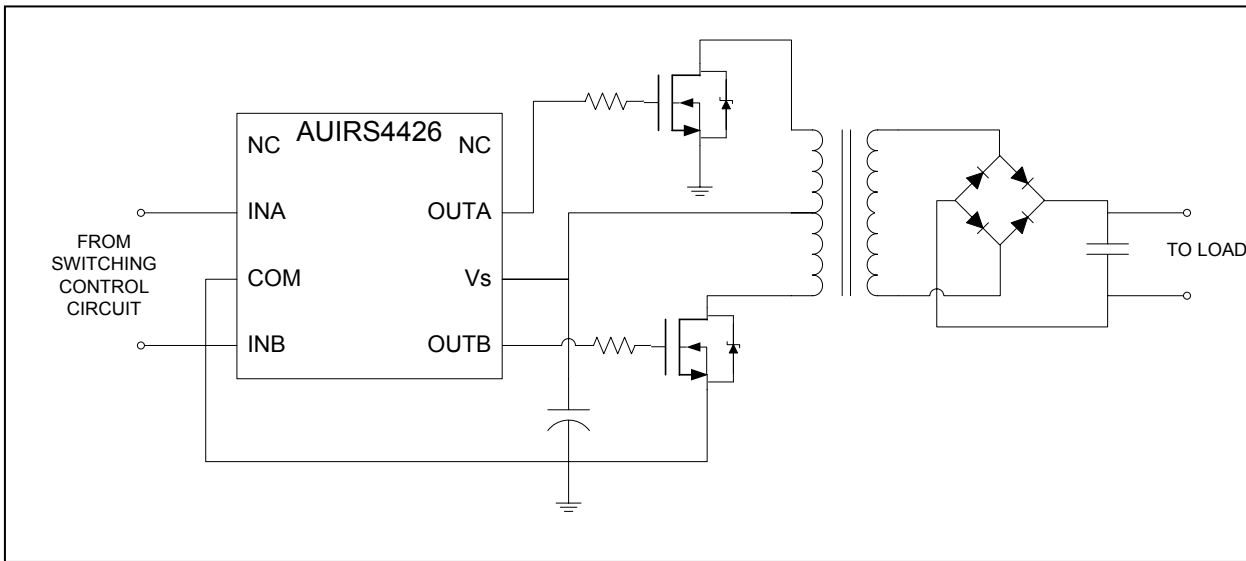 AUIRS4426
NC
NC
INA
OUTA
FROM
SWITCHING
CONTROL
CIRCUIT
COM
Vs
TO LOAD
INB
OUTB